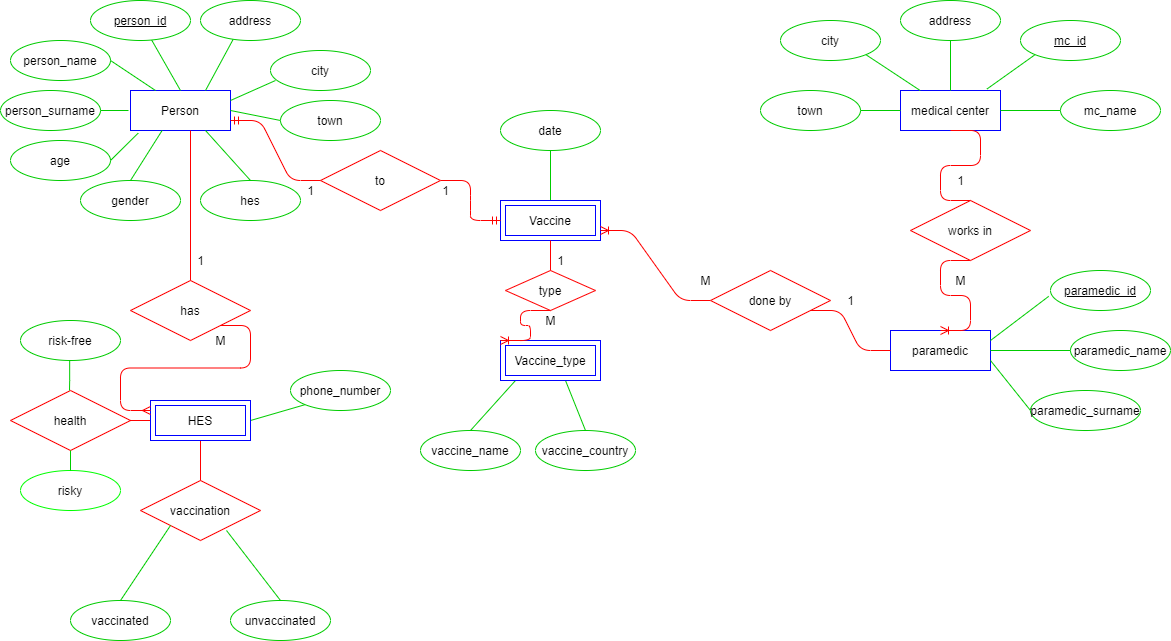 person_id
address
person_name
city
person_surname
Person
town
age
gender
hes
date
to
1
1
Vaccine
1
has
M
1
type
M
Vaccine_type
vaccine_name
vaccine_country
risk-free
health
risky
HES
phone_number
vaccination
vaccinated
unvaccinated
M
done by
1
address
city
mc_id
town
medical center
mc_name
1
works in
M
paramedic_id
paramedic
paramedic_name
paramedic_surname